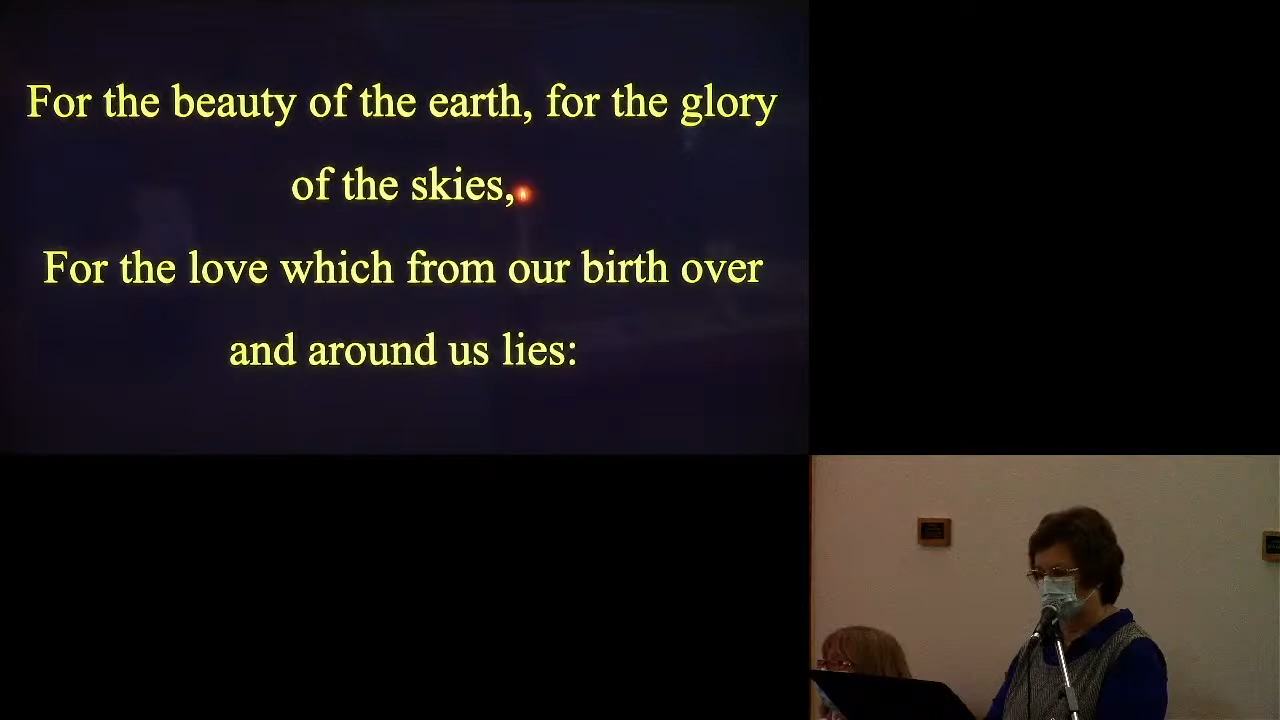 For the beauty of the earth, for the glory
of the skies,
For the love which from our birth over
and around us lies: